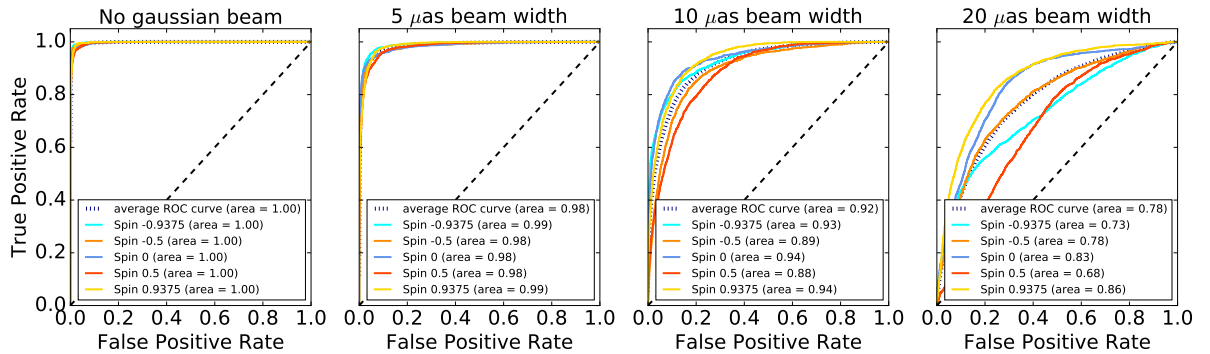 No gaussian beam
5 μas beam width
10 μas beam width
20 μas beam width
True Positive Rate
1.0
0.8
0.6
0.4
0.2
0.0
average ROC curve (area = 1.00)
Spin -0.9375 (area = 1.00)
Spin -0.5 (area = 1.00)
Spin 0 (area = 1.00)
Spin 0.5 (area = 1.00)
Spin 0.9375 (area = 1.00)
0.0 0.2 0.4 0.6 0.8 1.0
False Positive Rate
average ROC curve (area = 0.98)
Spin -0.9375 (area = 0.99)
Spin -0.5 (area = 0.98)
Spin 0 (area = 0.98)
Spin 0.5 (area = 0.98)
Spin 0.9375 (area = 0.99)
0.0 0.2 0.4 0.6 0.8 1.0
False Positive Rate
average ROC curve (area = 0.92)
Spin -0.9375 (area = 0.93)
Spin -0.5 (area = 0.89)
Spin 0 (area = 0.94)
Spin 0.5 (area = 0.88)
Spin 0.9375 (area = 0.94)
0.0 0.2 0.4 0.6 0.8 1.0
False Positive Rate
average ROC curve (area = 0.78)
Spin -0.9375 (area = 0.73)
Spin -0.5 (area = 0.78)
Spin 0 (area = 0.83)
Spin 0.5 (area = 0.68)
Spin 0.9375 (area = 0.86)
0.0 0.2 0.4 0.6 0.8 1.0
False Positive Rate